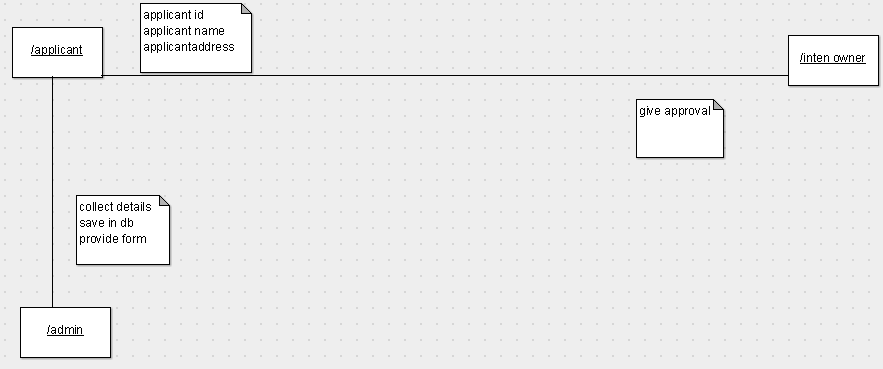 applicant id
applicant name
applicantaddress
/applicant
/inten owner
give approval
collect details
save in db
provide form
/admin